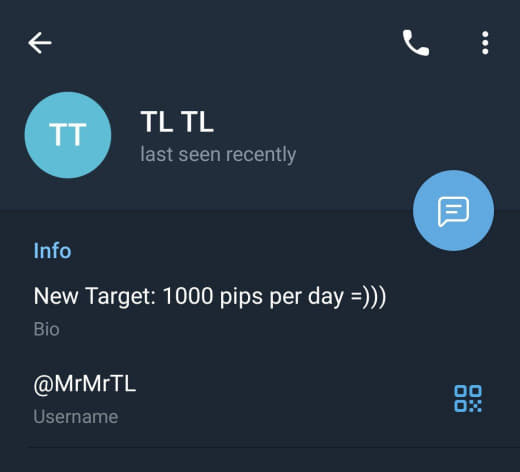 TT
TL TL
last seen recently
Info
New Target: 1000 pips per day =)))
Bio
@MrMrTL
Username